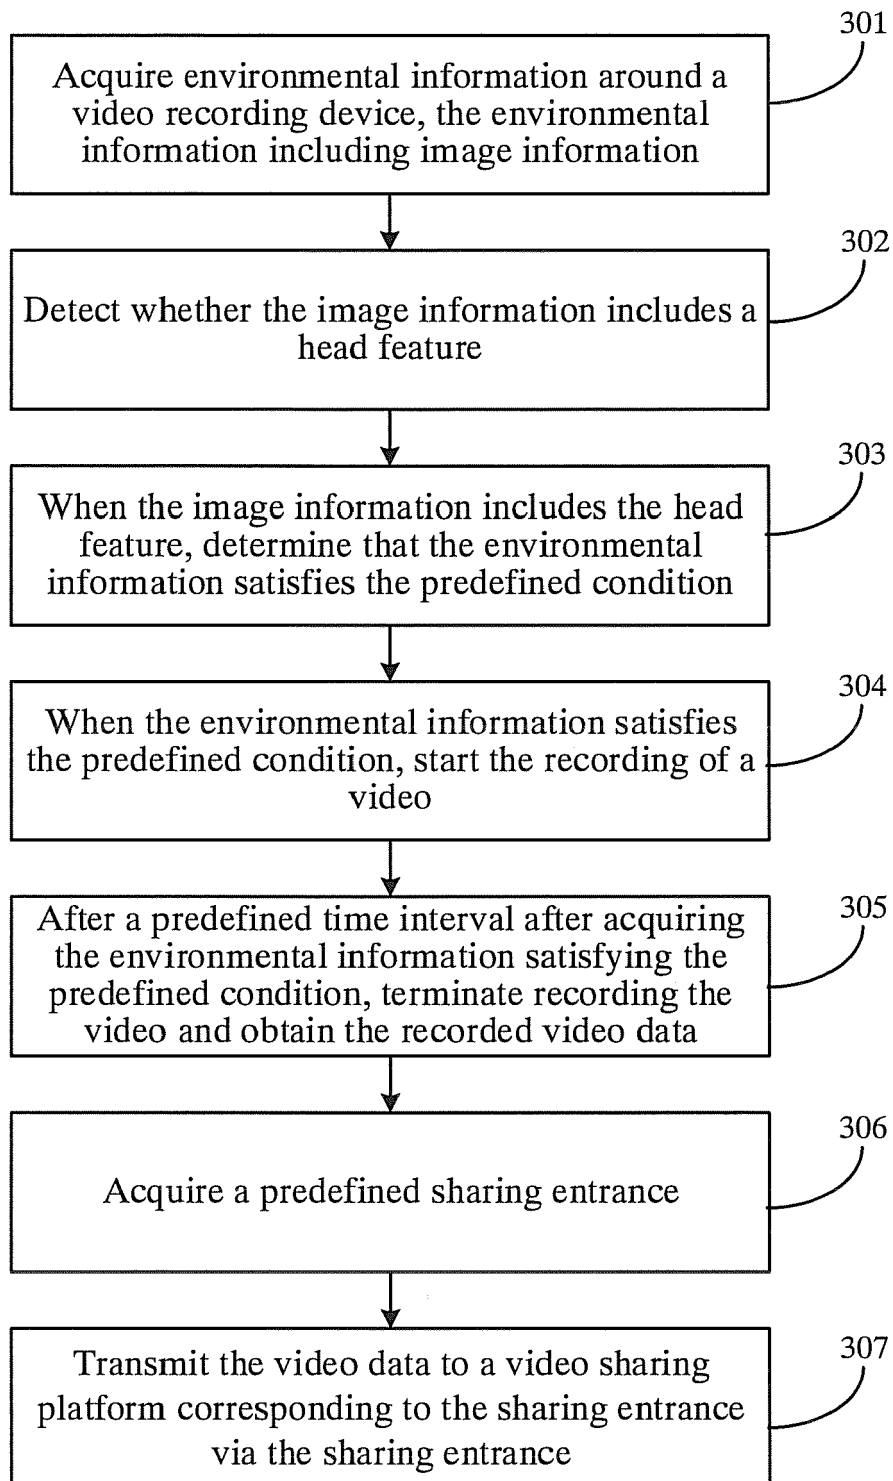 301
Acquire environmental information around a
video recording device, the environmental
information including image information
302
Detect whether the image information includes a
head feature
303
When the image information includes the head
feature, determine that the environmental
information satisfies the predefined condition
304
When the environmental information satisfies
the predefined condition, start the recording of a
video
305
After a predefined time interval after acquiring
the environmental information satisfying the
predefined condition, terminate recording the
video and obtain the recorded video data
306
Acquire a predefined sharing entrance
307
Transmit the video data to a video sharing
platform corresponding to the sharing entrance
via the sharing entrance